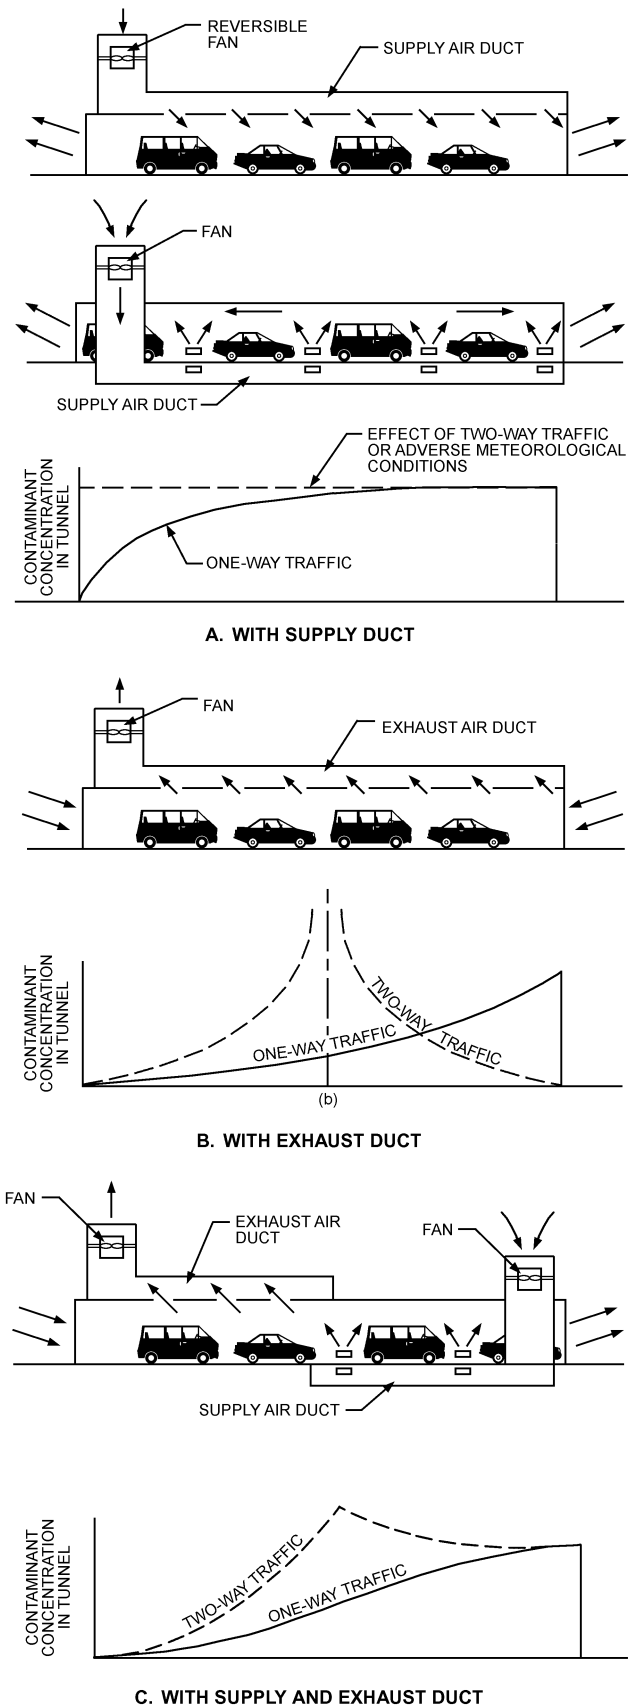 REVERSIBLE
FAN
SUPPLY AIR DUCT
FAN
SUPPLY AIR DUCT
EFFECT OF TWO-WAY TRAFFIC
OR ADVERSE METEOROLOGICAL
CONDITIONS
CONTAMINANT
CONCENTRATION
IN TUNNEL
ONE-WAY TRAFFIC
A. WITH SUPPLY DUCT
FAN
EXHAUST AIR DUCT
CONTAMINANT
CONCENTRATION
IN TUNNEL
TWO-WAY TRAFFIC
ONE-WAY TRAFFIC
(b)
B. WITH EXHAUST DUCT
FAN
EXHAUST AIR
DUCT
FAN
SUPPLY AIR DUCT
CONTAMINANT
CONCENTRATION
IN TUNNEL
TWO-WAY TRAFFIC
ONE-WAY TRAFFIC
C. WITH SUPPLY AND EXHAUST DUCT